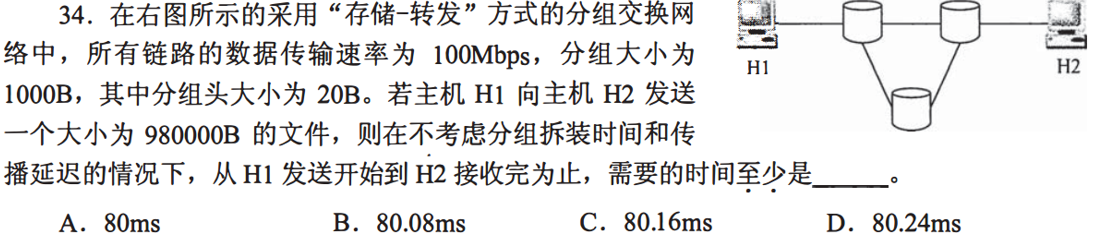 34．在右图所示的采用“存储-转发”方式的分组交换网
络中，所有链路的数据传输速率为 100Mbps，分组大小为
1000B，其中分组头大小为 20B。若主机 H1 向主机 H2 发送
一个大小为 980000B 的文件，则在不考虑分组拆装时间和传
播延迟的情况下，从 H1 发送开始到 H2 接收完为止，需要的时间至少是______。
A．80ms B．80.08ms C．80.16ms D．80.24ms
H1 H2